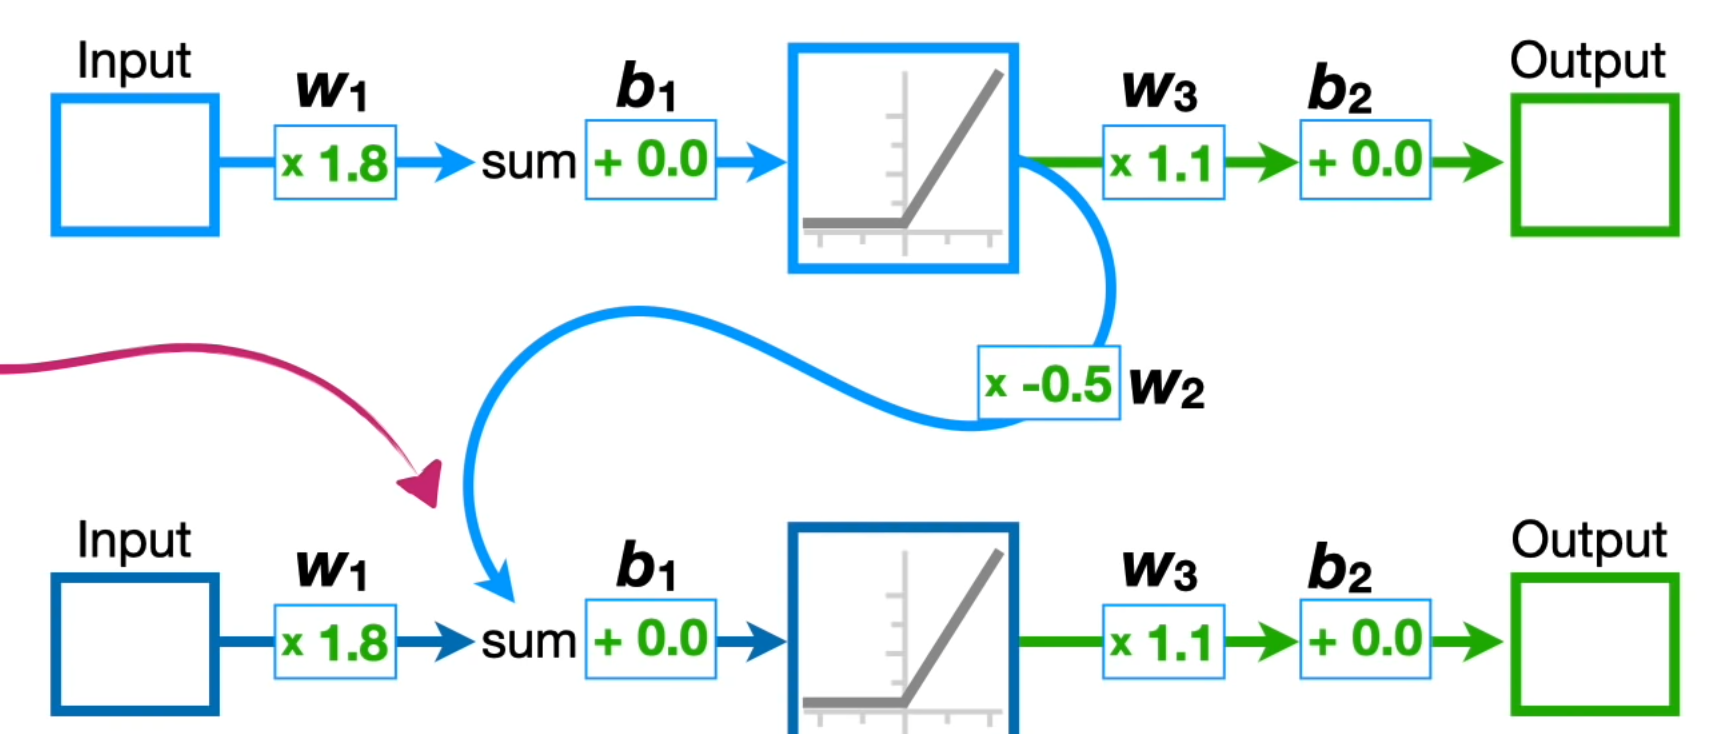 Input w₁ b₁ w₃ b₂ Output
x 1.8 sum + 0.0 x 1.1 + 0.0
x -0.5 w₂
Input w₁ b₁ w₃ b₂ Output
x 1.8 sum + 0.0 x 1.1 + 0.0